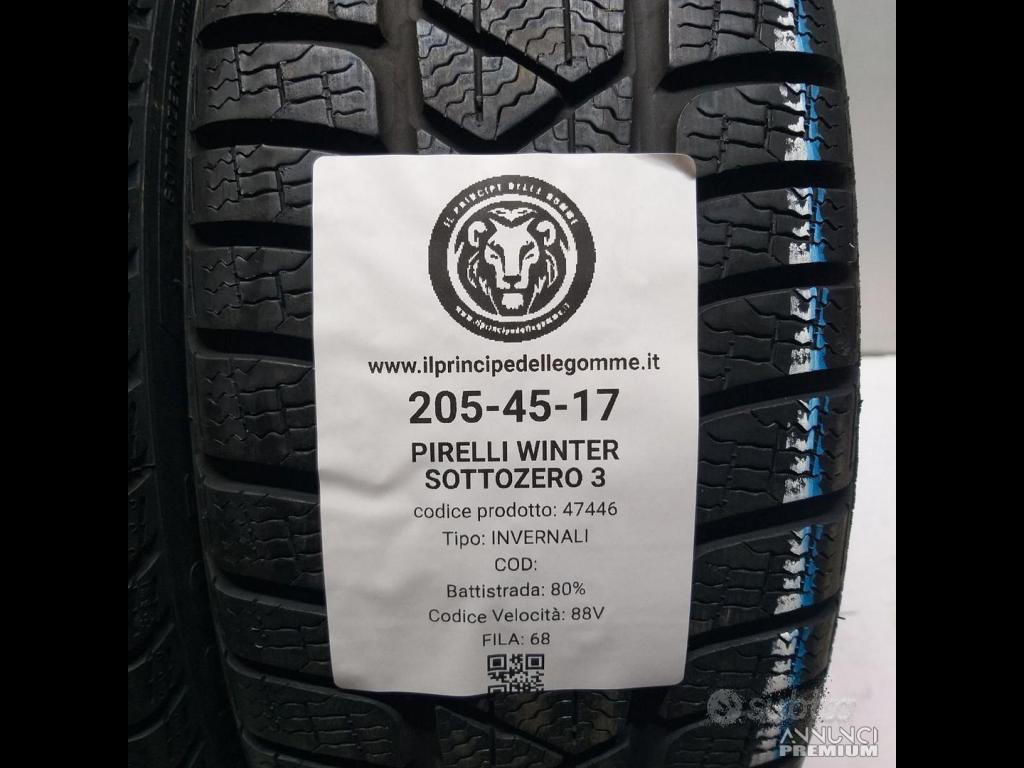 SOTTOZERO
IL PRINCIPE DELLE GOMME
www.ilprincipedellegomme.it
www.ilprincipedellegomme.it
205-45-17
PIRELLI WINTER
SOTTOZERO 3
codice prodotto: 47446
Tipo: INVERNALI
COD:
Battistrada: 80%
Codice Velocità: 88V
FILA: 68
subito
ANNUNCI
PREMIUM